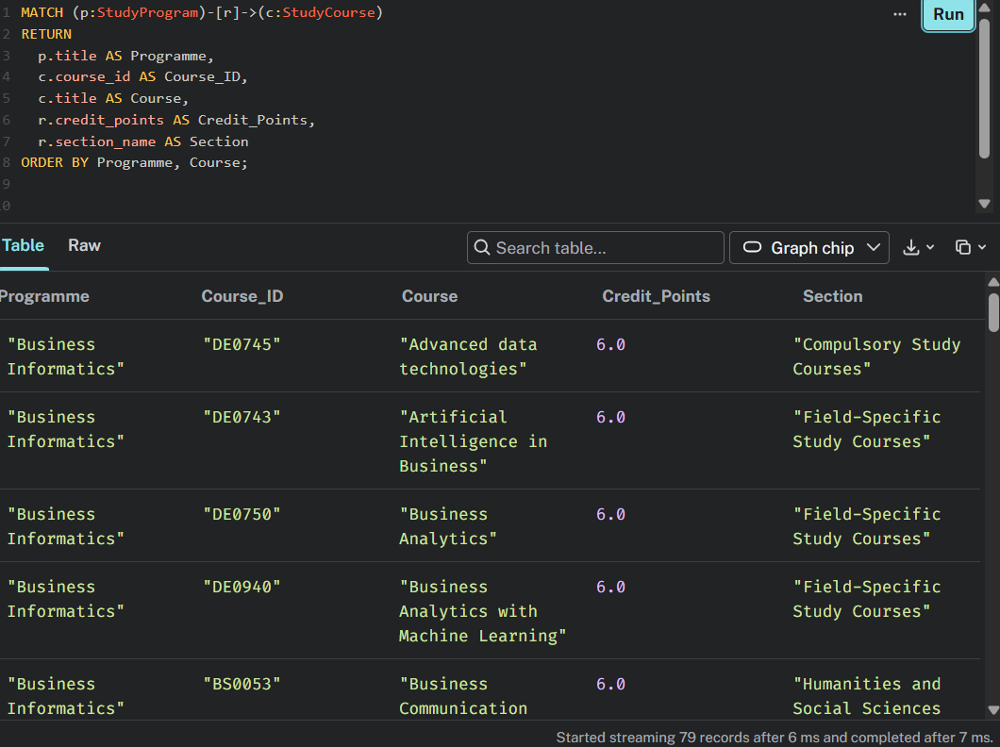 1 MATCH (p:StudyProgram)-[r]->(c:StudyCourse)
2 RETURN
3 p.title AS Programme,
4 c.course_id AS Course_ID,
5 c.title AS Course,
6 r.credit_points AS Credit_Points,
7 r.section_name AS Section
8 ORDER BY Programme, Course;
9
0
Run
Table Raw Search table... Graph chip
Programme Course_ID Course Credit_Points Section
"Business "DE0745" "Advanced data 6.0 "Compulsory Study
Informatics" technologies" Courses"
"Business "DE0743" "Artificial 6.0 "Field-Specific
Informatics" Intelligence in Study Courses"
Business"
"Business "DE0750" "Business 6.0 "Field-Specific
Informatics" Analytics" Study Courses"
"Business "DE0940" "Business 6.0 "Field-Specific
Informatics" Analytics with Study Courses"
Machine Learning"
"Business "BS0053" "Business 6.0 "Humanities and
Informatics" Communication Social Sciences
Started streaming 79 records after 6 ms and completed after 7 ms.